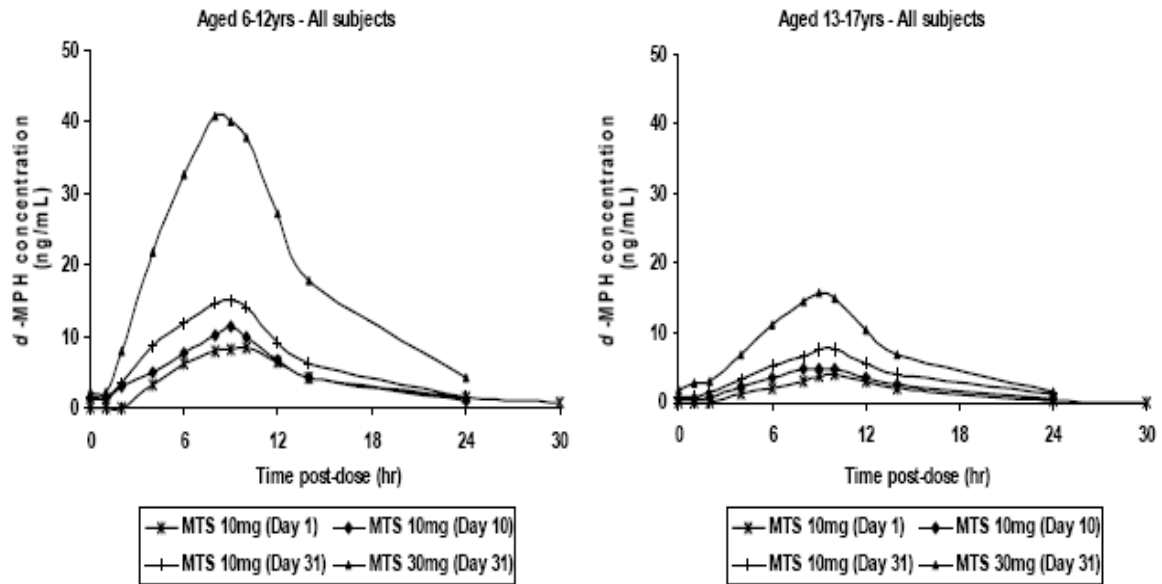 Aged 6-12yrs - All subjects
50
40
30
20
10
0
d -MPH concentration
(ng/mL)
0 6 12 18 24 30
Time post-dose (hr)
MTS 10mg (Day 1) MTS 10mg (Day 10)
MTS 10mg (Day 31) MTS 30mg (Day 31)
Aged 13-17yrs - All subjects
50
40
30
20
10
0
d -MPH concentration
(ng/mL)
0 6 12 18 24 30
Time post-dose (hr)
MTS 10mg (Day 1) MTS 10mg (Day 10)
MTS 10mg (Day 31) MTS 30mg (Day 31)